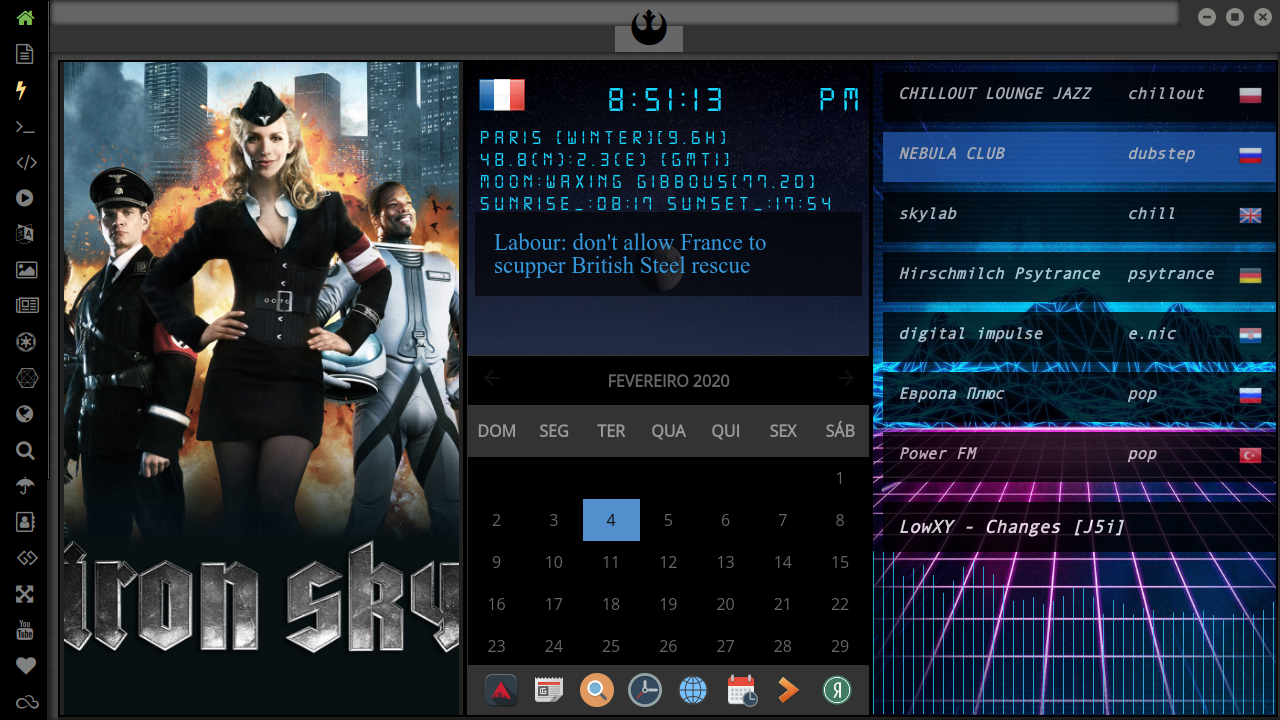 8:51:13 PM
PARIS (WINTER)(9.6H)
48.8(N):2.3(E) (GMT1)
MOON:WAXING GIBBOUS(77.20)
SUNRISE_:08:17 SUNSET_:17:54
Labour: don't allow France to
scupper British Steel rescue
FEVEREIRO 2020
DOM SEG TER QUA QUI SEX SÁB
1
2 3 4 5 6 7 8
9 10 11 12 13 14 15
16 17 18 19 20 21 22
23 24 25 26 27 28 29
iron sky
CHILLOUT LOUNGE JAZZ chillout
NEBULA CLUB dubstep
skylab chill
Hirschmilch Psytrance psytrance
digital impulse e.nic
Европа Плюс pop
Power FM pop
LowXY - Changes [J5i]
You
Tube
Я